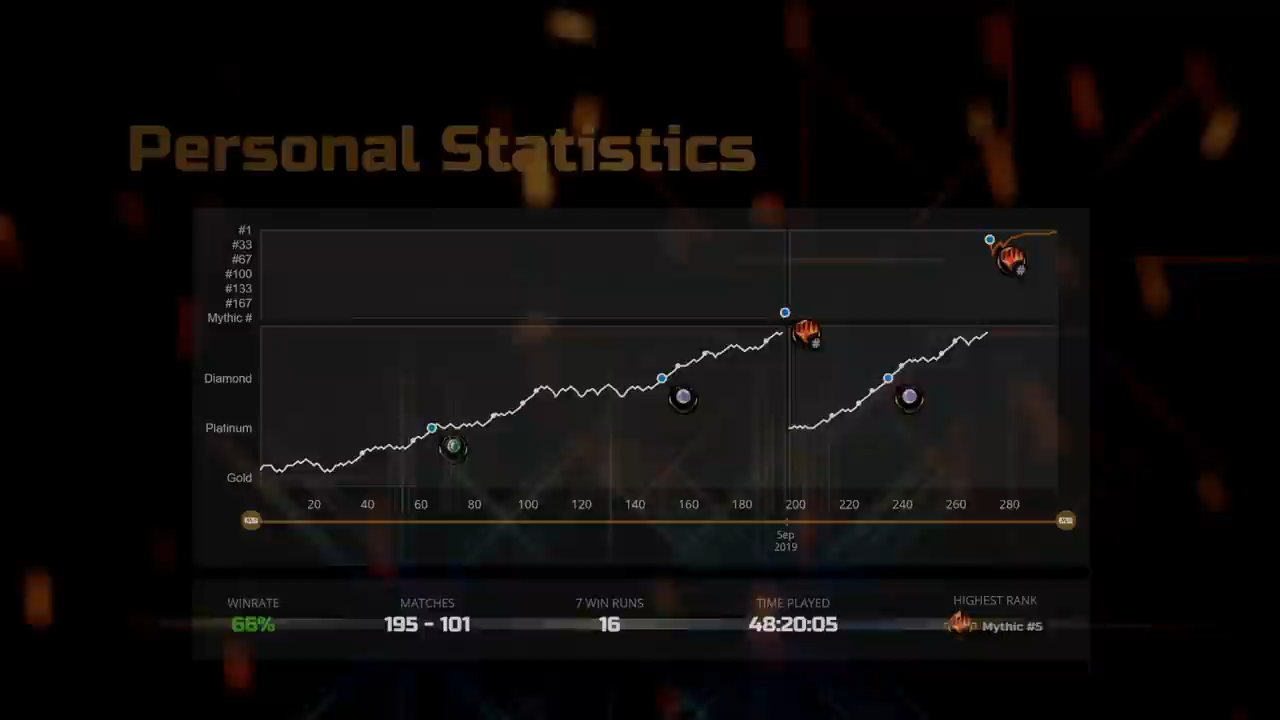 Personal Statistics
#1
#33
#67
#100
#133
#167
Mythic #
Diamond
Platinum
Gold
20 40 60 80 100 120 140 160 180 200 220 240 260 280
Sep
2019
WINRATE MATCHES 7 WIN RUNS TIME PLAYED HIGHEST RANK
66% 195 - 101 16 48:20:05 Mythic #5